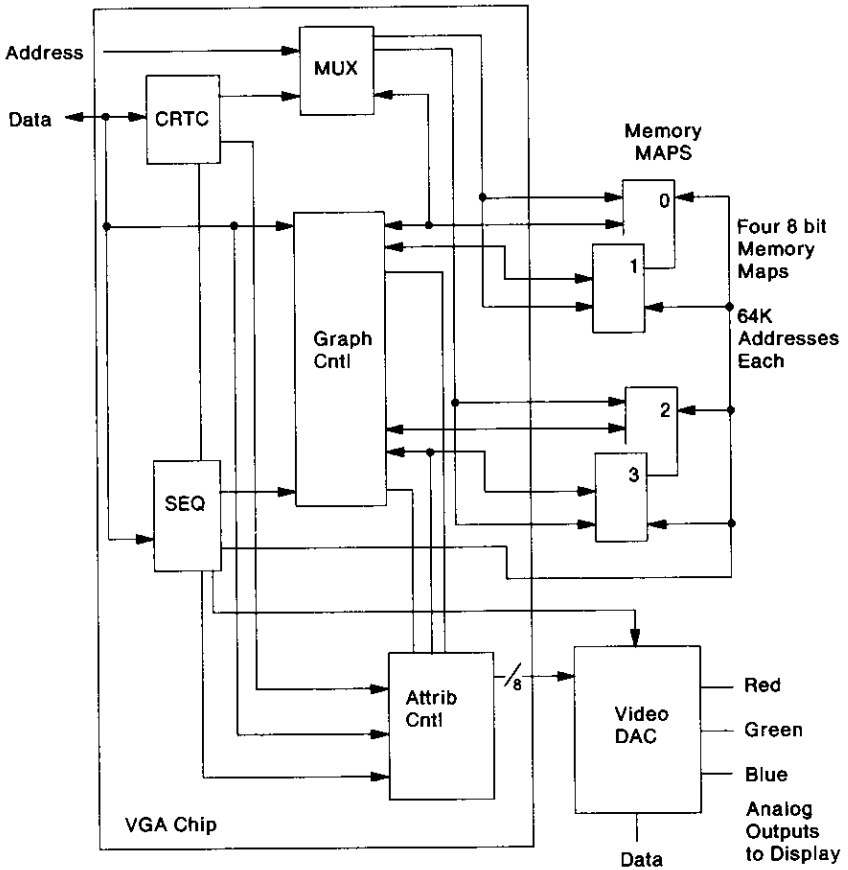 Address
MUX
Data
CRTC
Memory
MAPS
0
Four 8 bit
Memory
Maps
1
64K
Addresses
Each
Graph
Cntl
2
3
SEQ
8
Attrib
Cntl
Video
DAC
Red
Green
Blue
VGA Chip
Analog
Outputs
to Display
Data